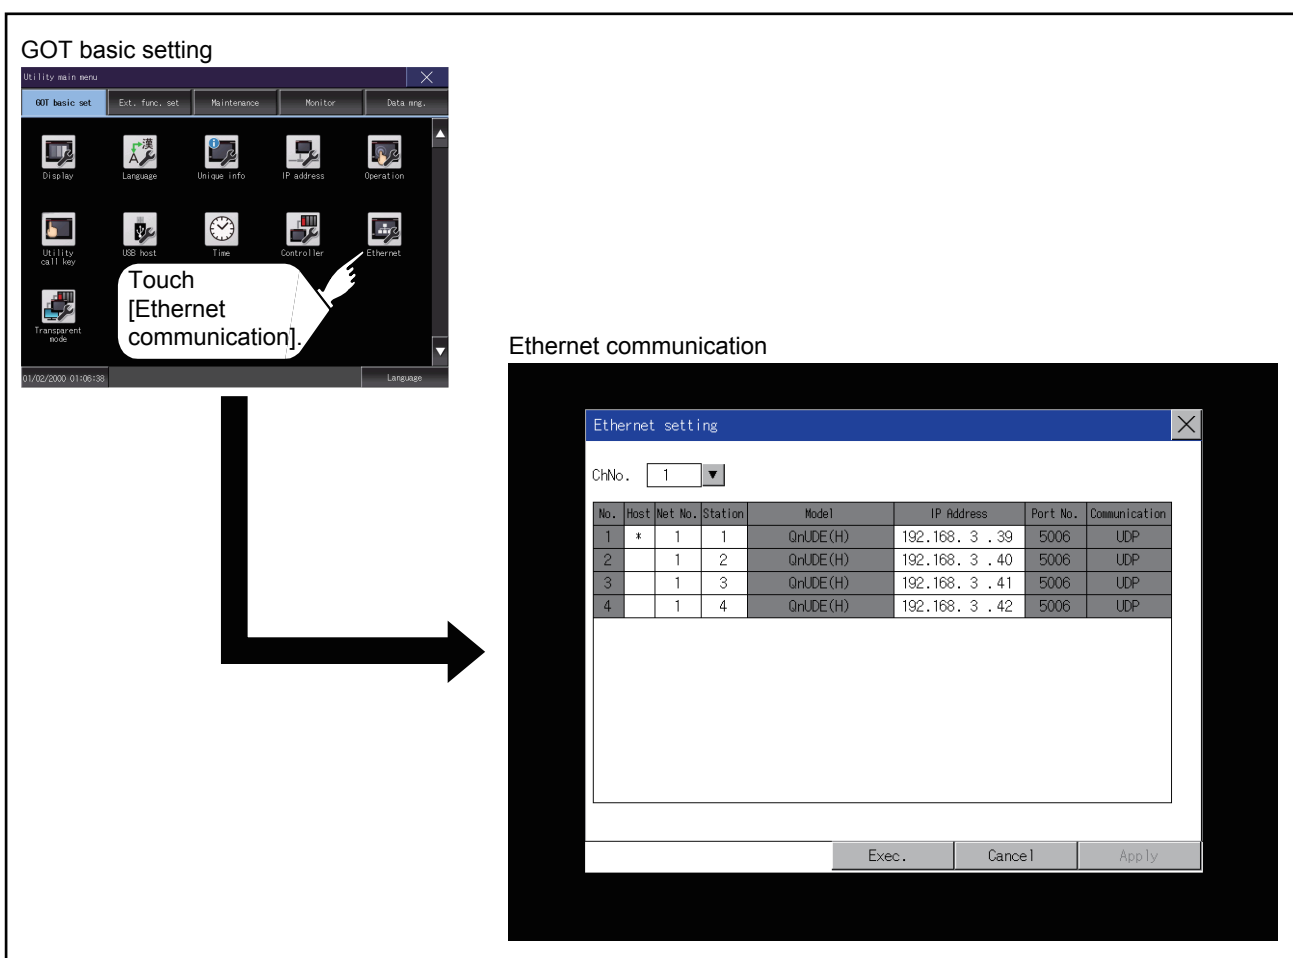 GOT basic setting
Utility main menu
GOT basic set Ext. func. set Maintenance Monitor Data mng.
Display Language Unique info IP address Operation
Utility call key USB host Time Controller Ethernet
Touch
[Ethernet
communication].
Transparent mode
01/02/2000 01:06:38 Language
Ethernet communication
Ethernet setting
ChNo. 1
No. Host Net No. Station Model IP Address Port No. Communication
1 * 1 1 QnUDE(H) 192.168. 3 .39 5006 UDP
2 1 2 QnUDE(H) 192.168. 3 .40 5006 UDP
3 1 3 QnUDE(H) 192.168. 3 .41 5006 UDP
4 1 4 QnUDE(H) 192.168. 3 .42 5006 UDP
Exec. Cancel Apply